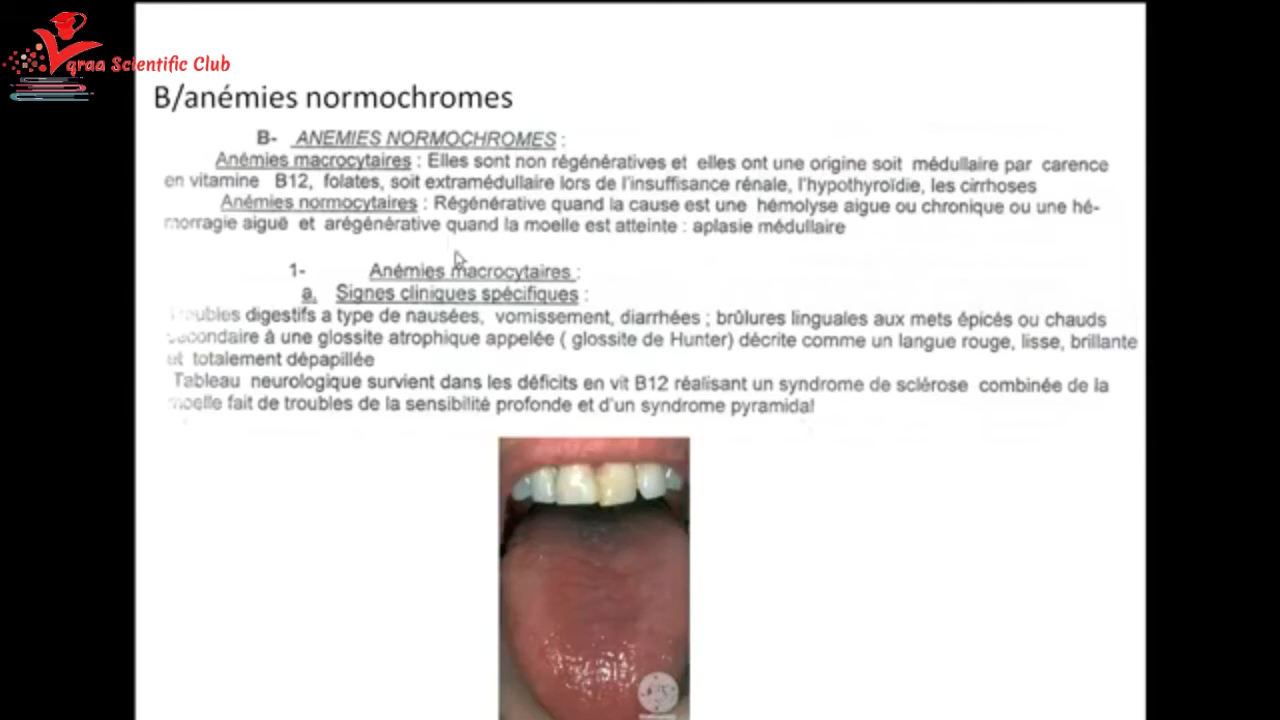 qraa Scientific Club
B/anémies normochromes
B- ANEMIES NORMOCHROMES :
Anémies macrocytaires : Elles sont non régénératives et elles ont une origine soit médullaire par carence
en vitamine B12, folates, soit extramédullaire lors de l'insuffisance rénale, l'hypothyroïdie, les cirrhoses
Anémies normocytaires : Régénérative quand la cause est une hémolyse aigue ou chronique ou une hé-
morragie aiguë et arégénérative quand la moelle est atteinte : aplasie médullaire
1- Anémies macrocytaires :
a. Signes cliniques spécifiques :
Troubles digestifs a type de nausées, vomissement, diarrhées ; brûlures linguales aux mets épicés ou chauds
secondaire à une glossite atrophique appelée ( glossite de Hunter) décrite comme un langue rouge, lisse, brillante
et totalement dépapillée
Tableau neurologique survient dans les déficits en vit B12 réalisant un syndrome de sclérose combinée de la
moelle fait de troubles de la sensibilité profonde et d'un syndrome pyramidal